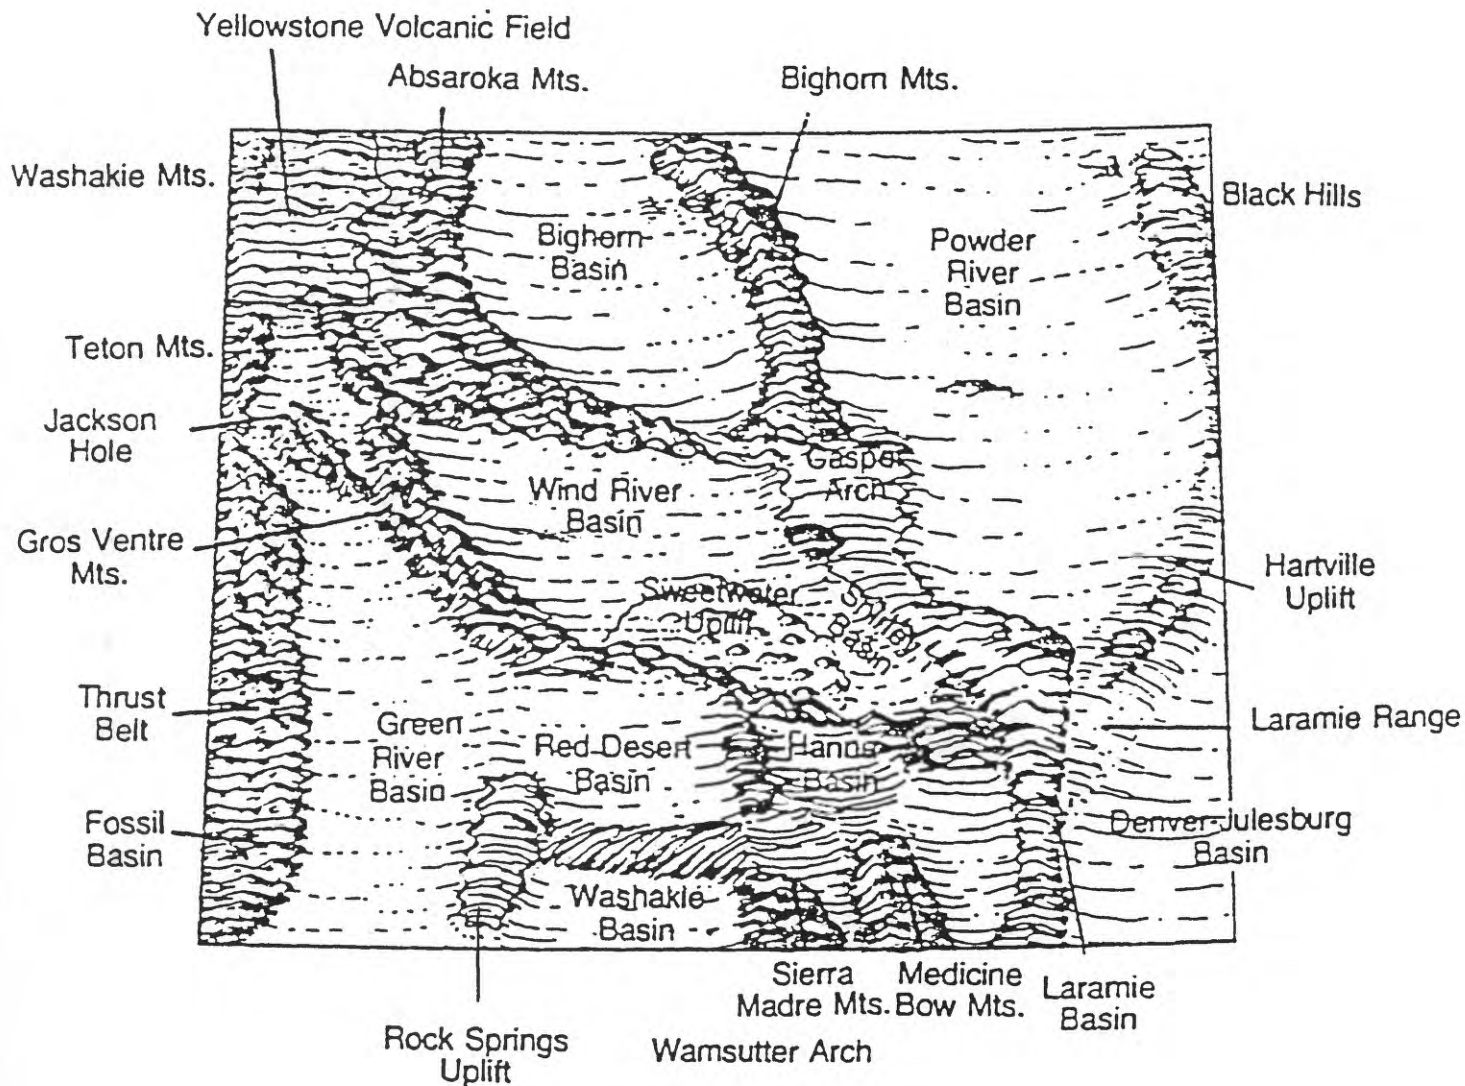 Yellowstone Volcanic Field
Absaroka Mts.
Bighorn Mts.
Washakie Mts.
Black Hills
Bighorn
Basin
Powder
River
Basin
Teton Mts.
Jackson
Hole
Casper
Arch
Wind River
Basin
Gros Ventre
Mts.
Hartville
Uplift
Sweetwater
Uplift
Shirley
Basin
Thrust
Belt
Green
River
Basin
Red Desert
Basin
Hanna
Basin
Laramie Range
Fossil
Basin
Denver-Julesburg
Basin
Washakie
Basin
Sierra
Madre Mts.
Medicine
Bow Mts.
Laramie
Basin
Rock Springs
Uplift
Wamsutter Arch